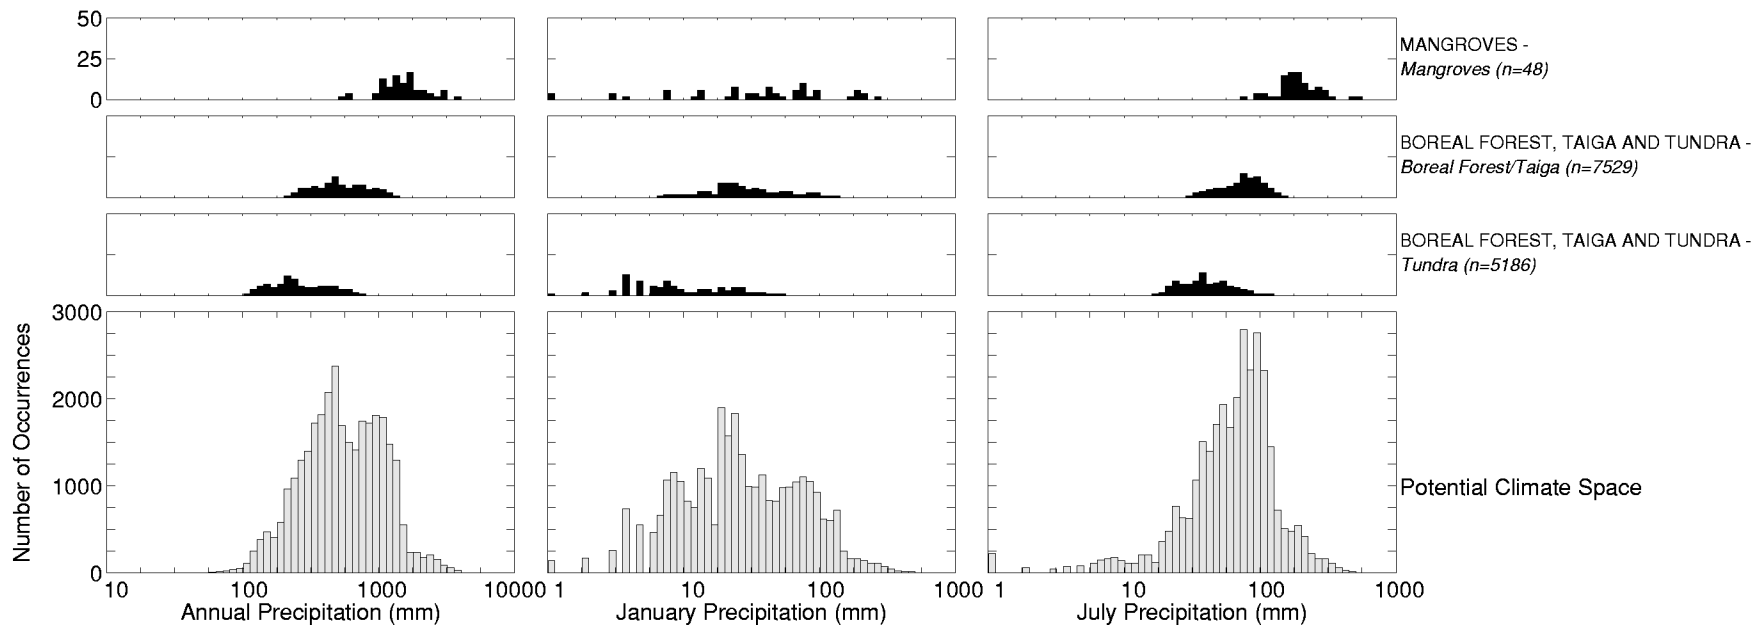 50
25
0
MANGROVES -
Mangroves (n=48)
BOREAL FOREST, TAIGA AND TUNDRA -
Boreal Forest/Taiga (n=7529)
BOREAL FOREST, TAIGA AND TUNDRA -
Tundra (n=5186)
3000
2000
1000
0
Number of Occurrences
Potential Climate Space
10 100 1000 10000
1 10 100 1000
1 10 100 1000
Annual Precipitation (mm)
January Precipitation (mm)
July Precipitation (mm)